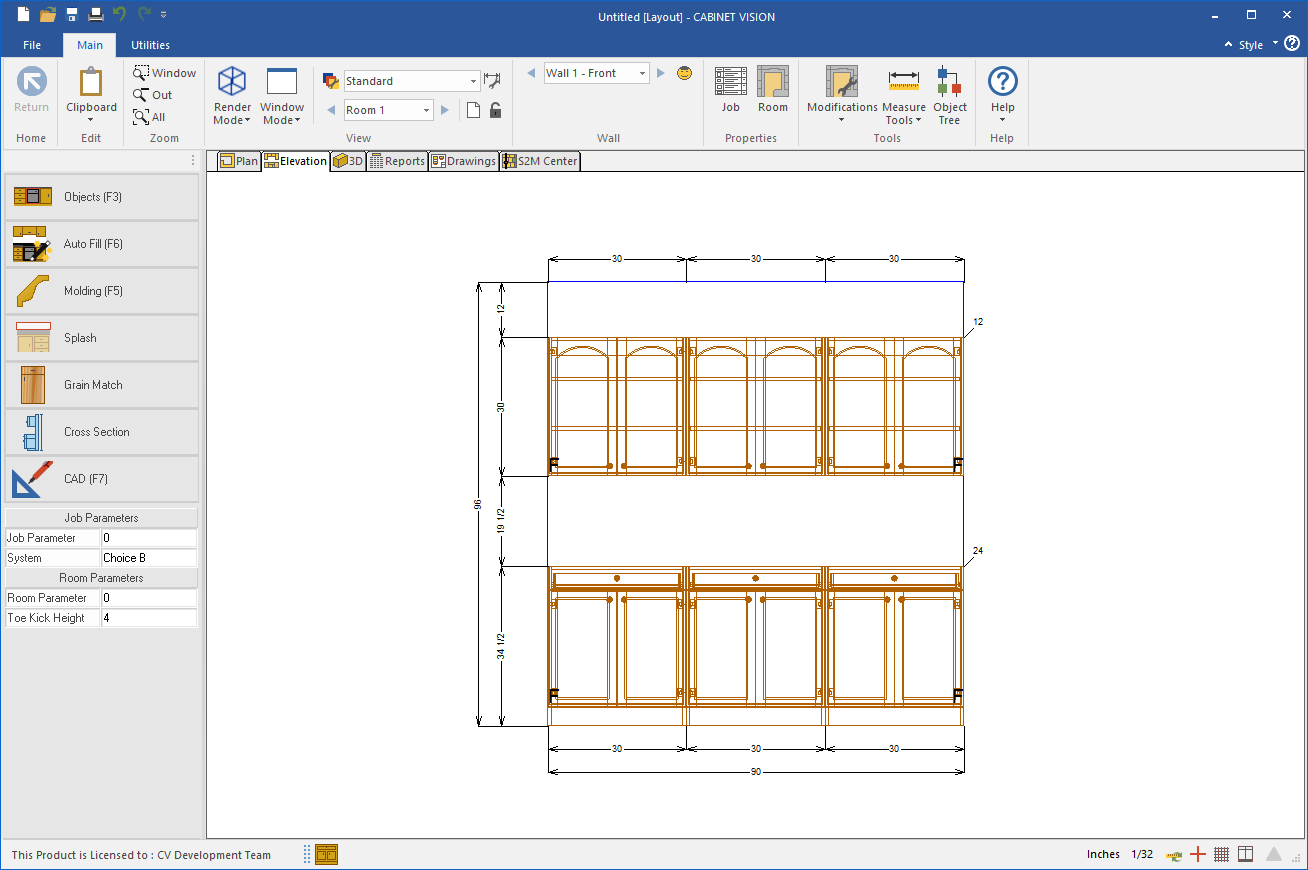 Untitled [Layout] - CABINET VISION
File Main Utilities Style
Return
Home
Clipboard
Edit
Window
Out
All
Zoom
Render Mode
Window Mode
Standard
Room 1
View
Wall 1 - Front
Wall
Job
Room
Properties
Modifications
Measure Tools
Object Tree
Tools
Help
Help
Plan Elevation 3D Reports Drawings S2M Center
Objects (F3)
Auto Fill (F6)
Molding (F5)
Splash
Grain Match
Cross Section
CAD (F7)
Job Parameters
Job Parameter 0
System Choice B
Room Parameters
Room Parameter 0
Toe Kick Height 4
30 30 30
12
12
30
96
19 1/2
24
34 1/2
30 30 30
90
This Product is Licensed to : CV Development Team
Inches 1/32